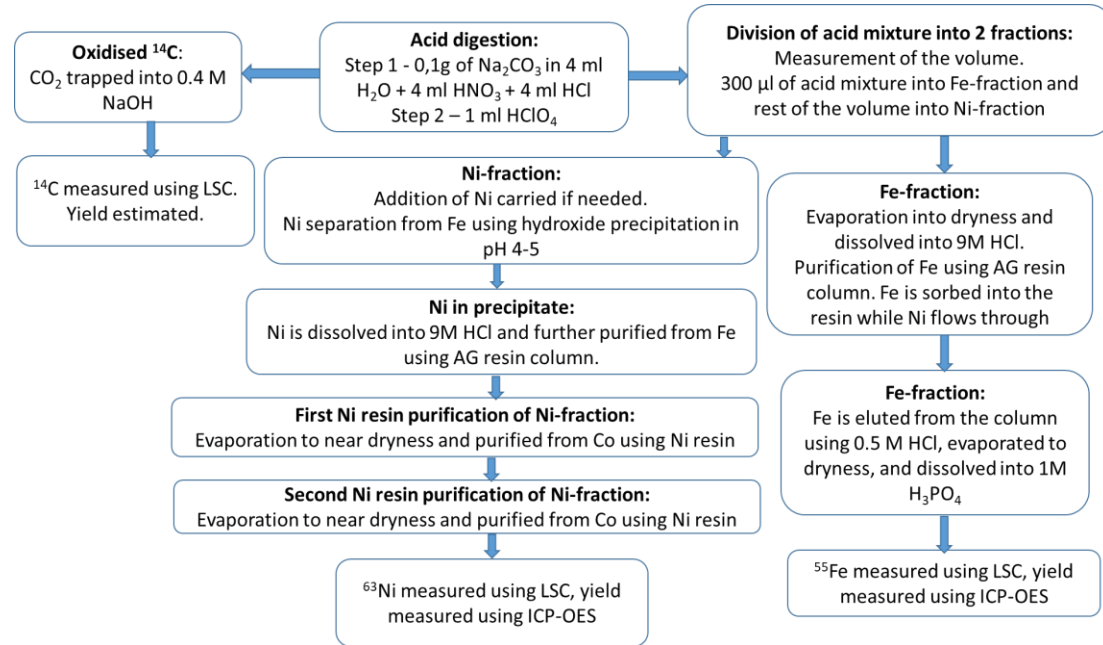 Oxidised ¹⁴C:
CO₂ trapped into 0.4 M
NaOH
Acid digestion:
Step 1 - 0,1g of Na₂CO₃ in 4 ml
H₂O + 4 ml HNO₃ + 4 ml HCl
Step 2 – 1 ml HClO₄
Division of acid mixture into 2 fractions:
Measurement of the volume.
300 µl of acid mixture into Fe-fraction and
rest of the volume into Ni-fraction
¹⁴C measured using LSC.
Yield estimated.
Ni-fraction:
Addition of Ni carried if needed.
Ni separation from Fe using hydroxide precipitation in
pH 4-5
Ni in precipitate:
Ni is dissolved into 9M HCl and further purified from Fe
using AG resin column.
First Ni resin purification of Ni-fraction:
Evaporation to near dryness and purified from Co using Ni resin
Second Ni resin purification of Ni-fraction:
Evaporation to near dryness and purified from Co using Ni resin
⁶³Ni measured using LSC, yield
measured using ICP-OES
Fe-fraction:
Evaporation into dryness and
dissolved into 9M HCl.
Purification of Fe using AG resin
column. Fe is sorbed into the
resin while Ni flows through
Fe-fraction:
Fe is eluted from the column
using 0.5 M HCl, evaporated to
dryness, and dissolved into 1M
H₃PO₄
⁵⁵Fe measured using LSC, yield
measured using ICP-OES